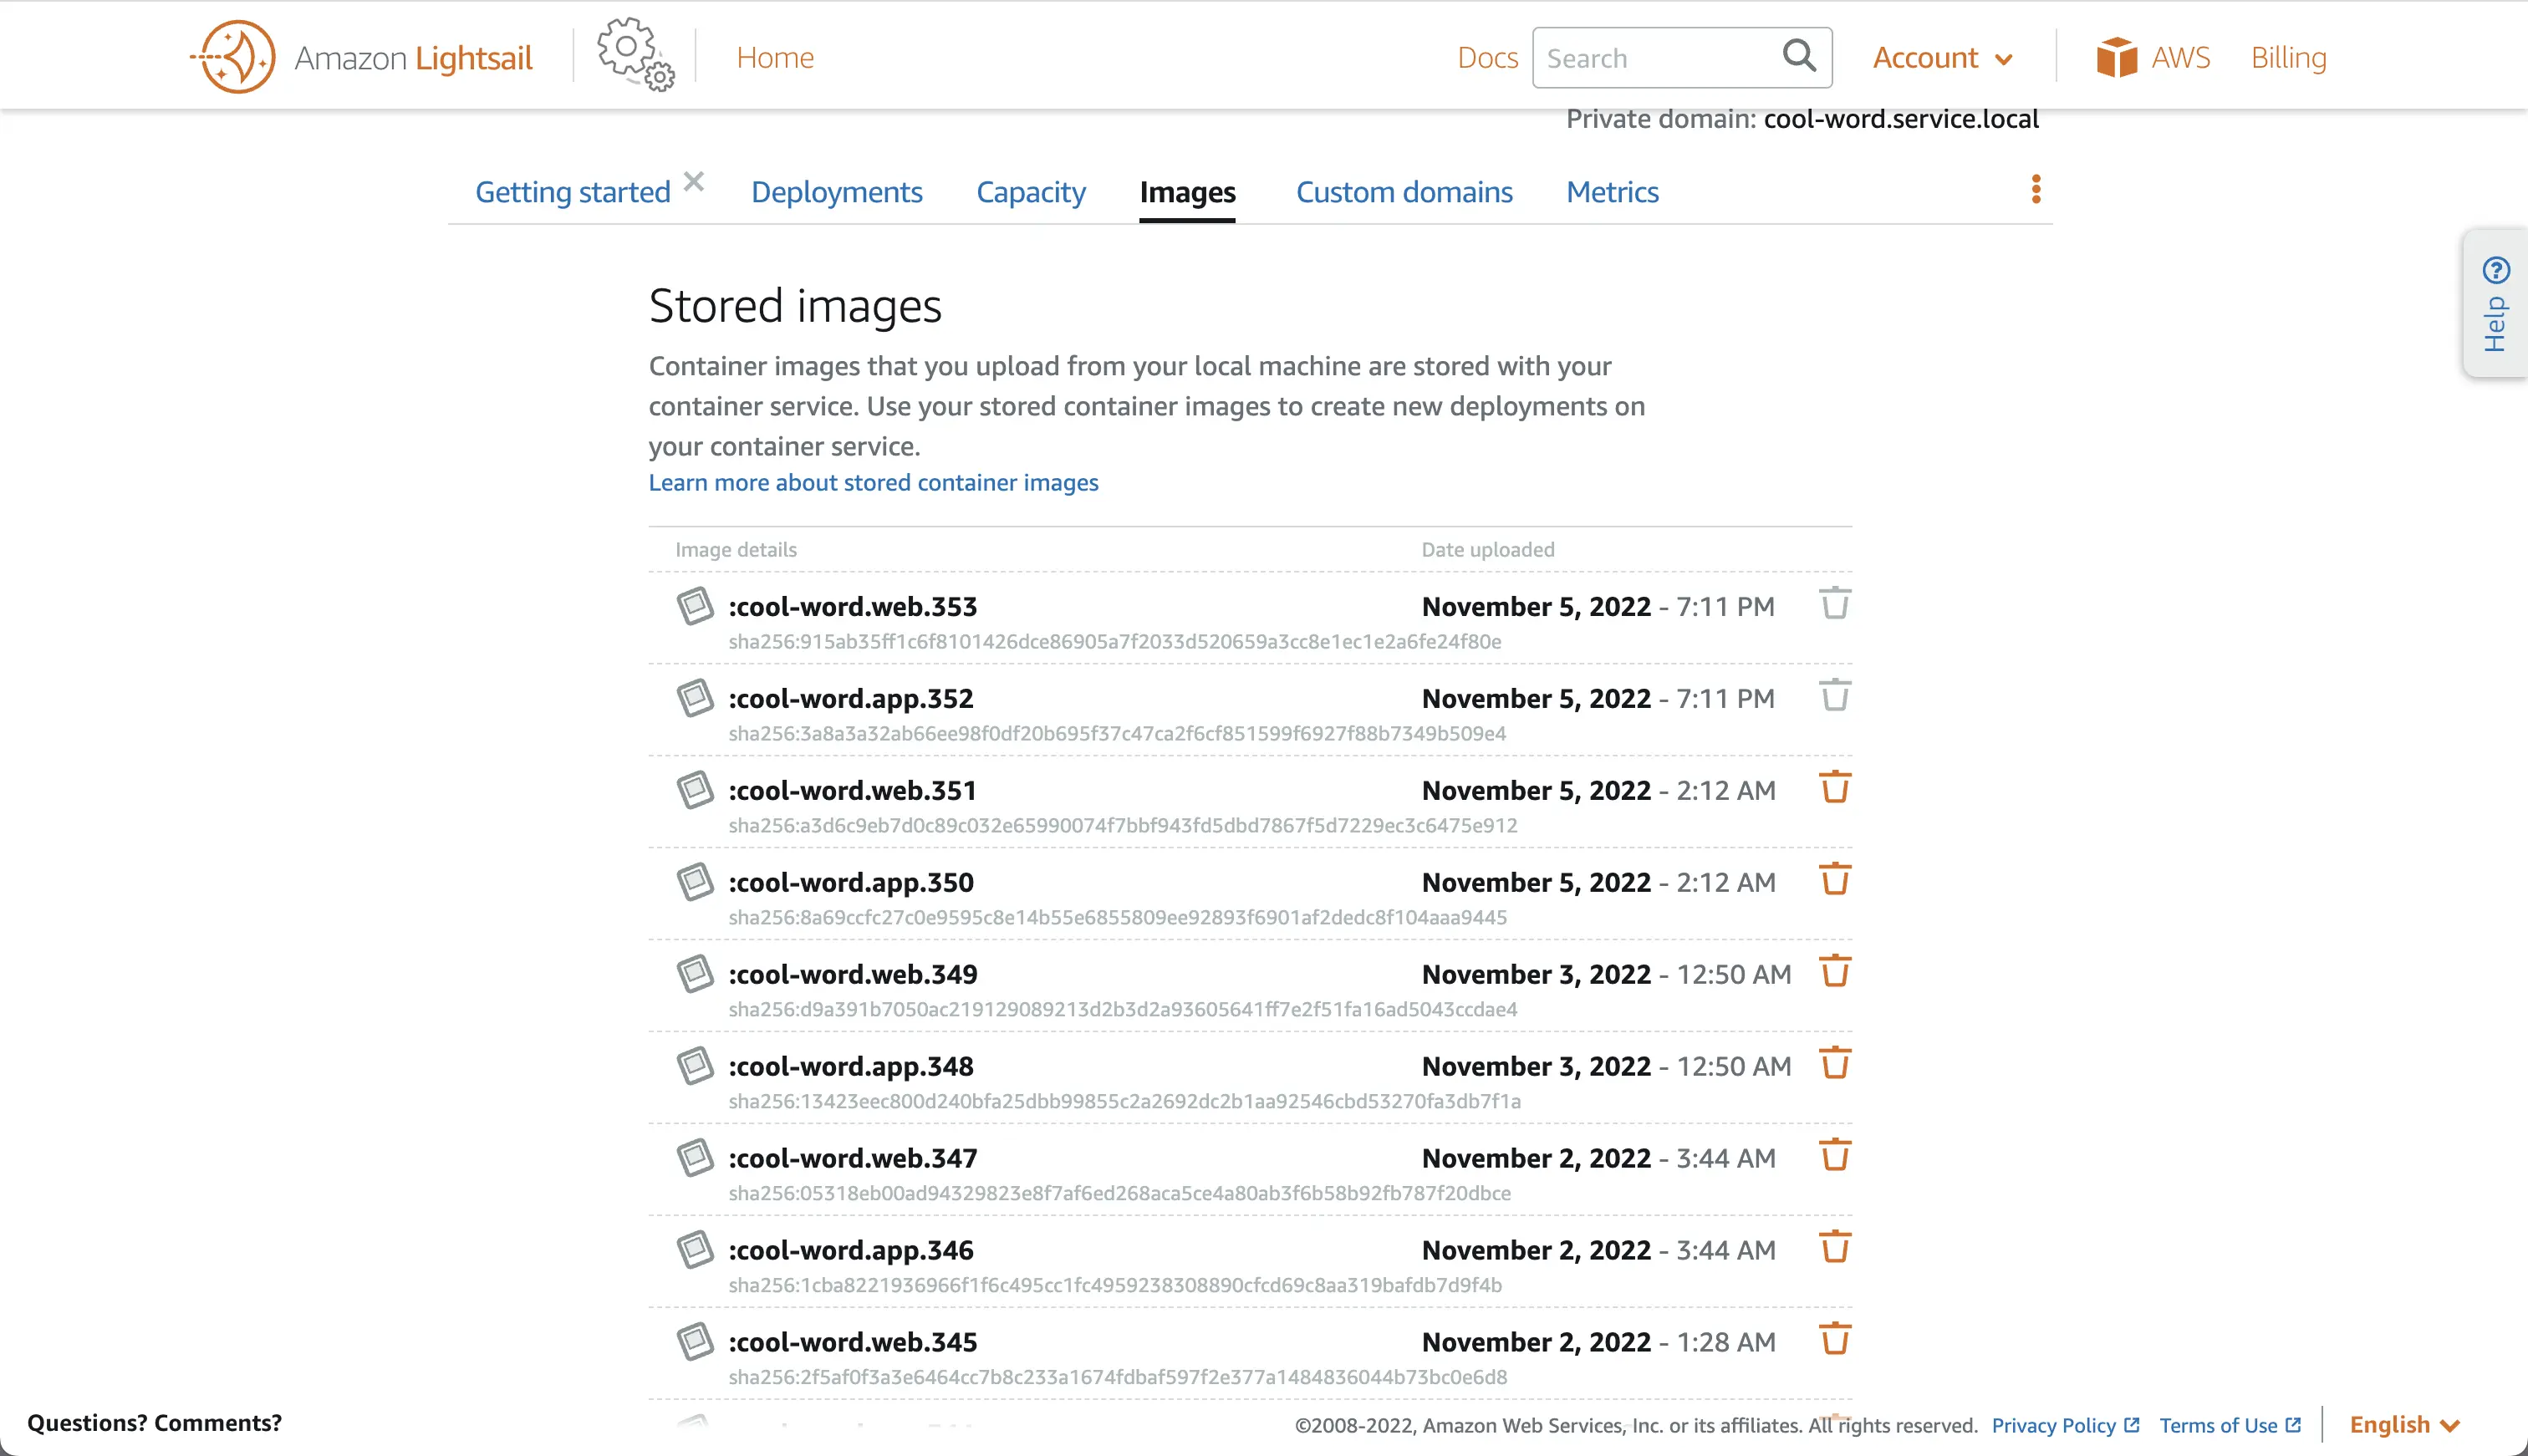 Amazon Lightsail
Home
Docs
Search
Account
AWS
Billing
Private domain: cool-word.service.local
Getting started
Deployments
Capacity
Images
Custom domains
Metrics
Help
Stored images
Container images that you upload from your local machine are stored with your
container service. Use your stored container images to create new deployments on
your container service.
Learn more about stored container images
Image details Date uploaded
:cool-word.web.353 November 5, 2022 - 7:11 PM
sha256:915ab35ff1c6f8101426dce86905a7f2033d520659a3cc8e1ec1e2a6fe24f80e
:cool-word.app.352 November 5, 2022 - 7:11 PM
sha256:3a8a3a32ab66ee98f0df20b695f37c47ca2f6cf851599f6927f88b7349b509e4
:cool-word.web.351 November 5, 2022 - 2:12 AM
sha256:a3d6c9eb7d0c89c032e65990074f7bbf943fd5dbd7867f5d7229ec3c6475e912
:cool-word.app.350 November 5, 2022 - 2:12 AM
sha256:8a69ccfc27c0e9595c8e14b55e6855809ee92893f6901af2dedc8f104aaa9445
:cool-word.web.349 November 3, 2022 - 12:50 AM
sha256:d9a391b7050ac219129089213d2b3d2a93605641ff7e2f51fa16ad5043ccdae4
:cool-word.app.348 November 3, 2022 - 12:50 AM
sha256:13423eec800d240bfa25dbb99855c2a2692dc2b1aa92546cbd53270fa3db7f1a
:cool-word.web.347 November 2, 2022 - 3:44 AM
sha256:05318eb00ad94329823e8f7af6ed268aca5ce4a80ab3f6b58b92fb787f20dbce
:cool-word.app.346 November 2, 2022 - 3:44 AM
sha256:1cba8221936966f1f6c495cc1fc4959238308890cfcd69c8aa319bafdb7d9f4b
:cool-word.web.345 November 2, 2022 - 1:28 AM
sha256:2f5af0f3a3e6464cc7b8c233a1674fdbaf597f2e377a1484836044b73bc0e6d8
Questions? Comments?
©2008-2022, Amazon Web Services, Inc. or its affiliates. All rights reserved.
Privacy Policy
Terms of Use
English